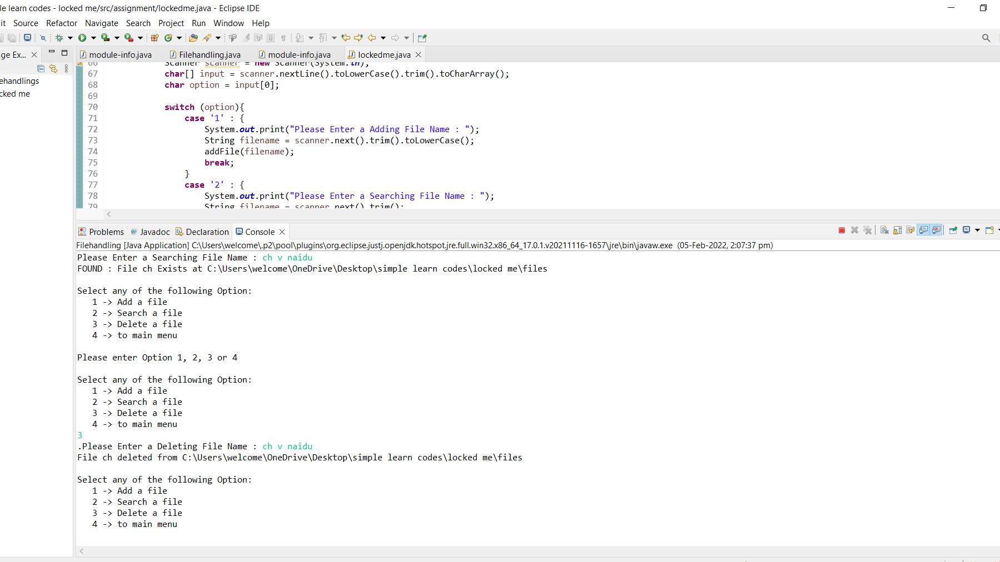 le learn codes - locked me/src/assignment/lockedme.java - Eclipse IDE
it Source Refactor Navigate Search Project Run Window Help
ge Ex... module-info.java Filehandling.java module-info.java lockedme.java
ehandlings
cked me
66 Scanner scanner = new Scanner(System.in);
67 char[] input = scanner.nextLine().toLowerCase().trim().toCharArray();
68 char option = input[0];
69
70 switch (option){
71 case '1' : {
72 System.out.print("Please Enter a Adding File Name : ");
73 String filename = scanner.next().trim().toLowerCase();
74 addFile(filename);
75 break;
76 }
77 case '2' : {
78 System.out.print("Please Enter a Searching File Name : ");
79 String filename = scanner.next().trim();
Problems @ Javadoc Declaration Console
Filehandling [Java Application] C:\Users\welcome\.p2\pool\plugins\org.eclipse.justj.openjdk.hotspot.jre.full.win32.x86_64_17.0.1.v20211116-1657\jre\bin\javaw.exe (05-Feb-2022, 2:07:37 pm)
Please Enter a Searching File Name : ch v naidu
FOUND : File ch Exists at C:\Users\welcome\OneDrive\Desktop\simple learn codes\locked me\files
Select any of the following Option:
1 -> Add a file
2 -> Search a file
3 -> Delete a file
4 -> to main menu
Please enter Option 1, 2, 3 or 4
Select any of the following Option:
1 -> Add a file
2 -> Search a file
3 -> Delete a file
4 -> to main menu
3
.Please Enter a Deleting File Name : ch v naidu
File ch deleted from C:\Users\welcome\OneDrive\Desktop\simple learn codes\locked me\files
Select any of the following Option:
1 -> Add a file
2 -> Search a file
3 -> Delete a file
4 -> to main menu